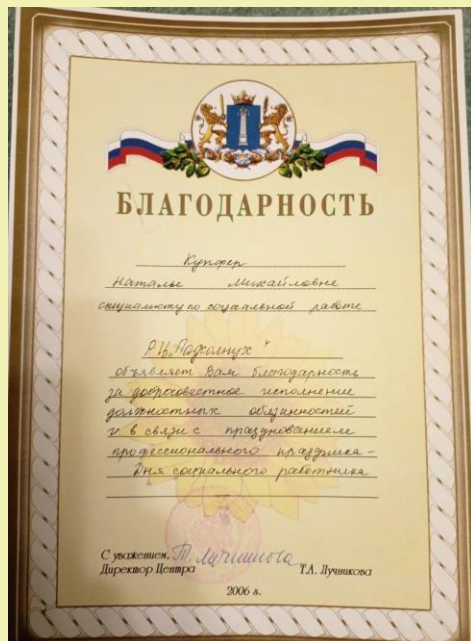 БЛАГОДАРНОСТЬ
Купфер
Наталье Михайловне
специалисту по социальной работе
РЦ „Подсолнух"
объявляет Вам благодарность
за добросовестное исполнение
должностных обязанностей
и в связи с празднованием
профессионального праздника –
Дня социального работника
С уважением,
Директор Центра Т.А. Лучникова
2006 г.